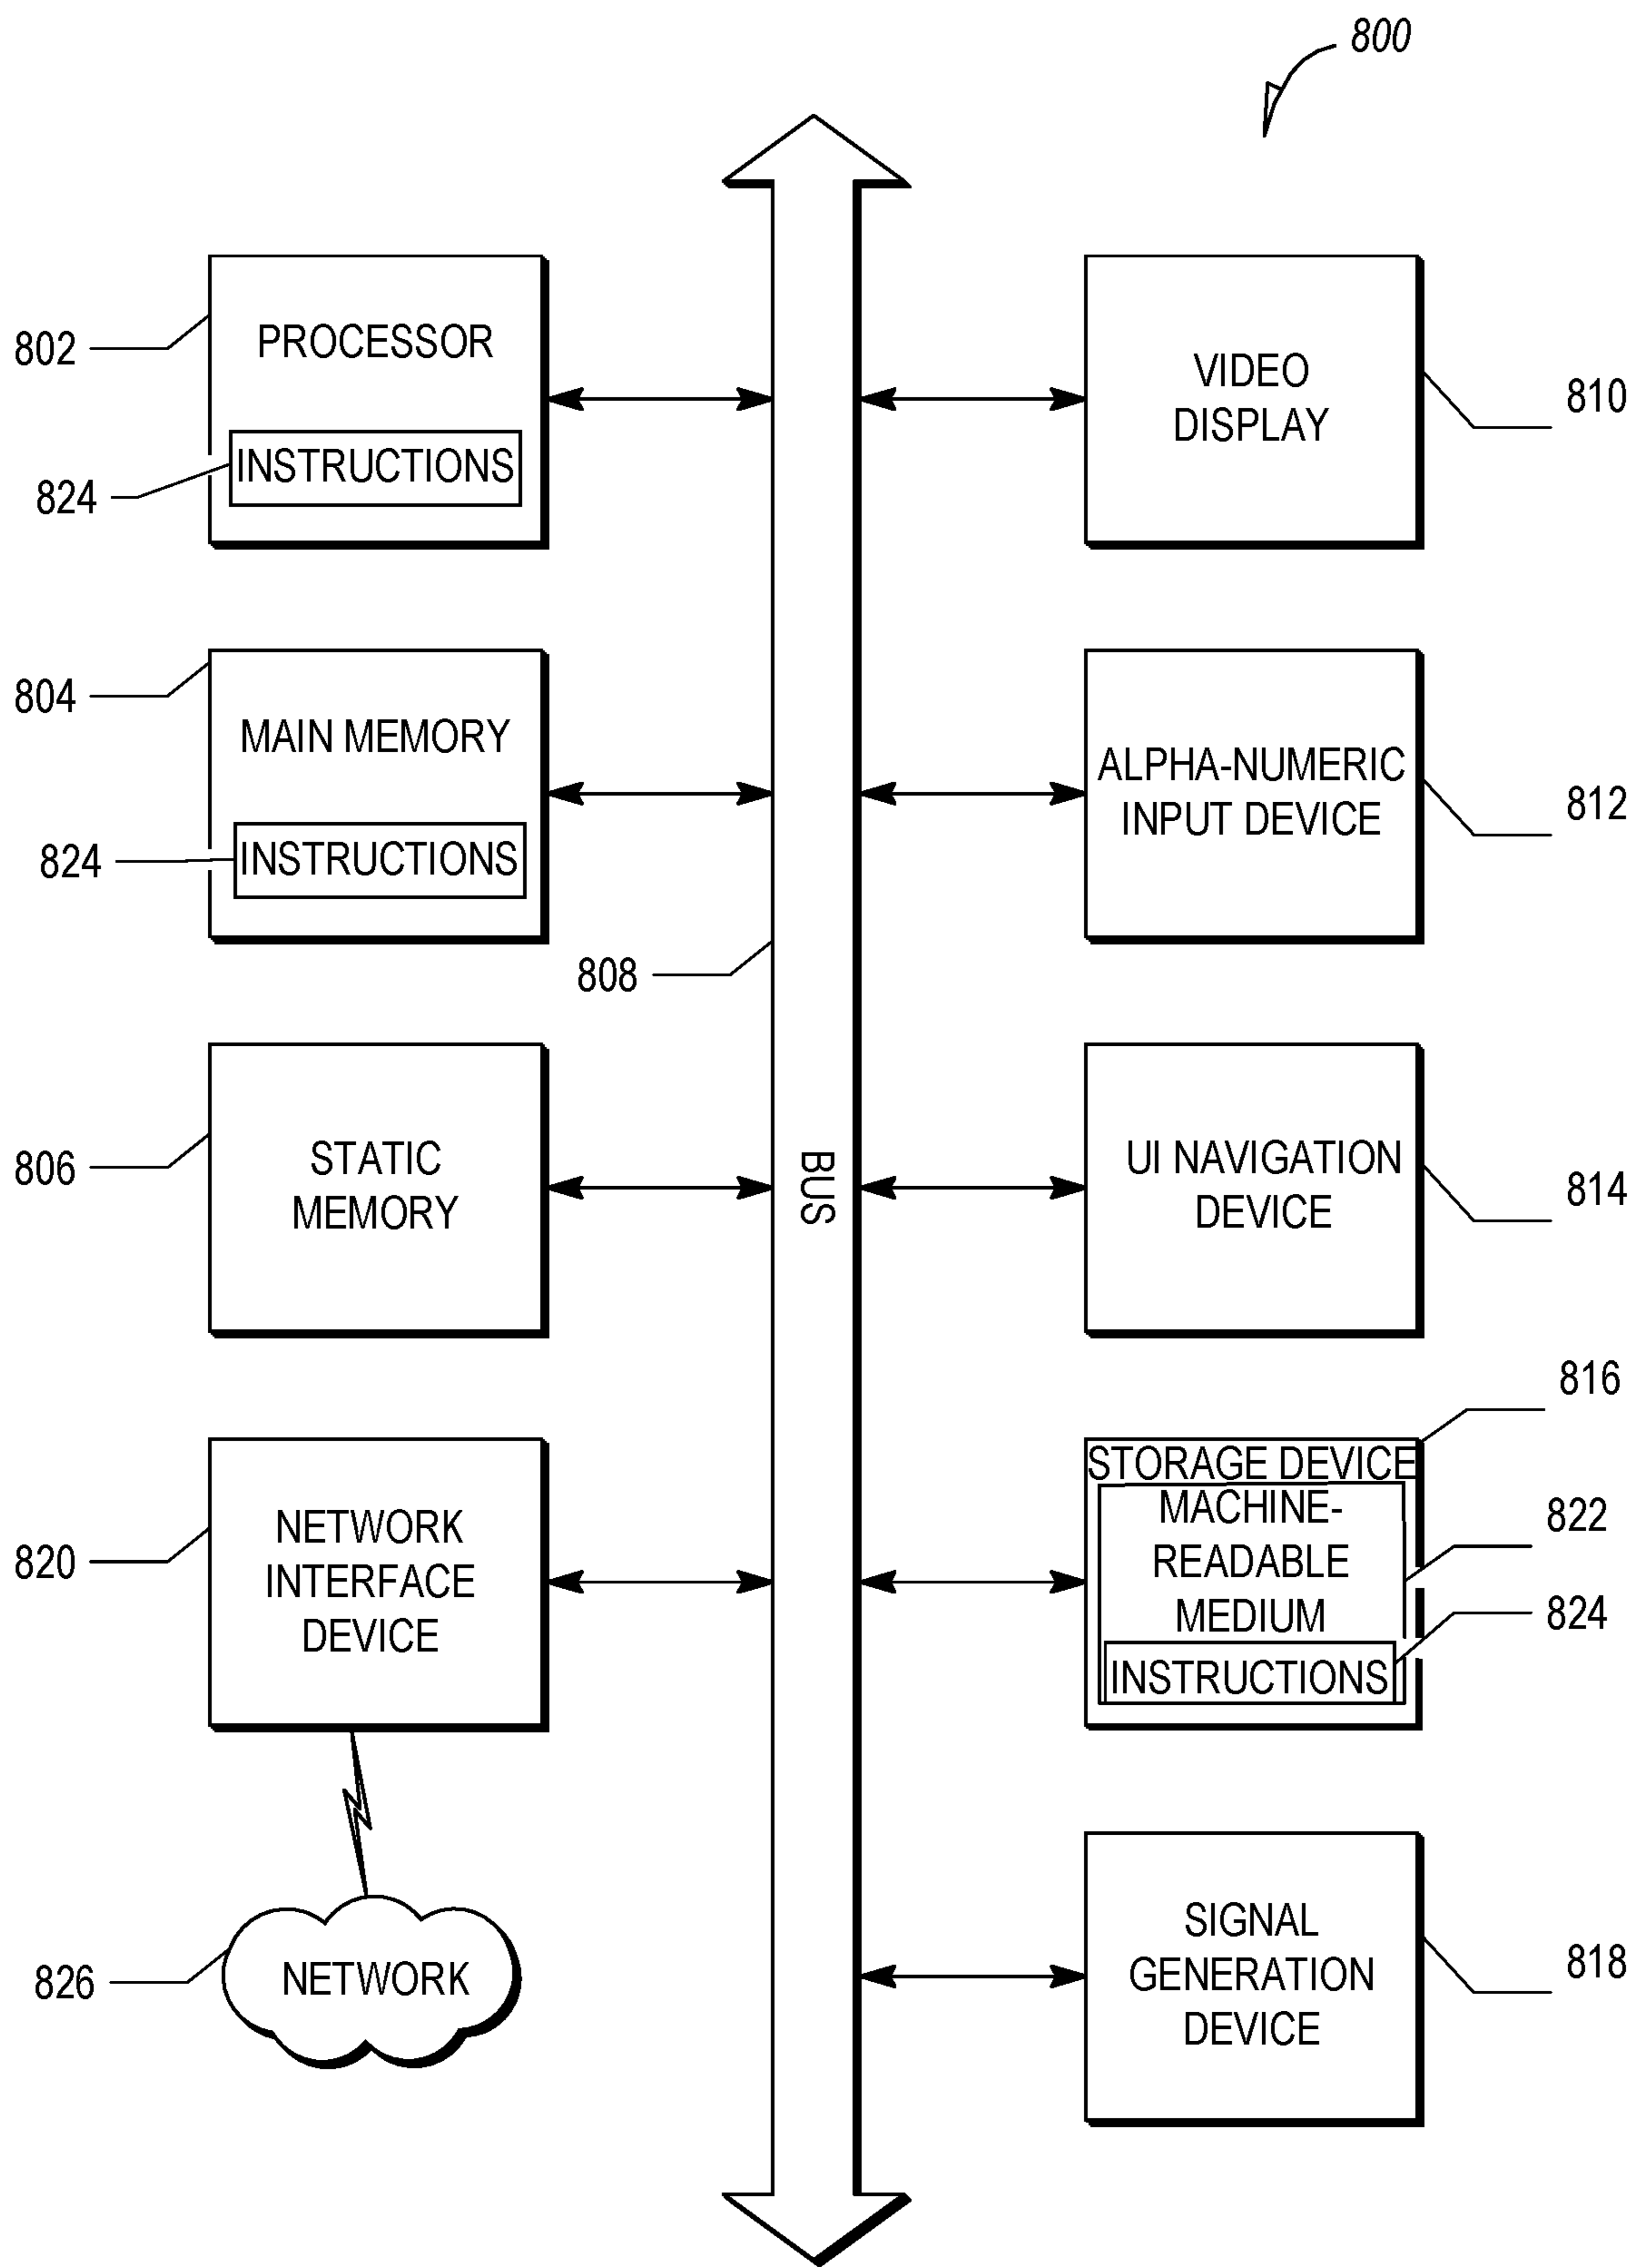 800
802
PROCESSOR
824
INSTRUCTIONS
804
MAIN MEMORY
824
INSTRUCTIONS
808
806
STATIC
MEMORY
820
NETWORK
INTERFACE
DEVICE
826
NETWORK
BUS
VIDEO
DISPLAY
810
ALPHA-NUMERIC
INPUT DEVICE
812
UI NAVIGATION
DEVICE
814
816
STORAGE DEVICE
MACHINE-
READABLE
MEDIUM
822
824
INSTRUCTIONS
SIGNAL
GENERATION
DEVICE
818